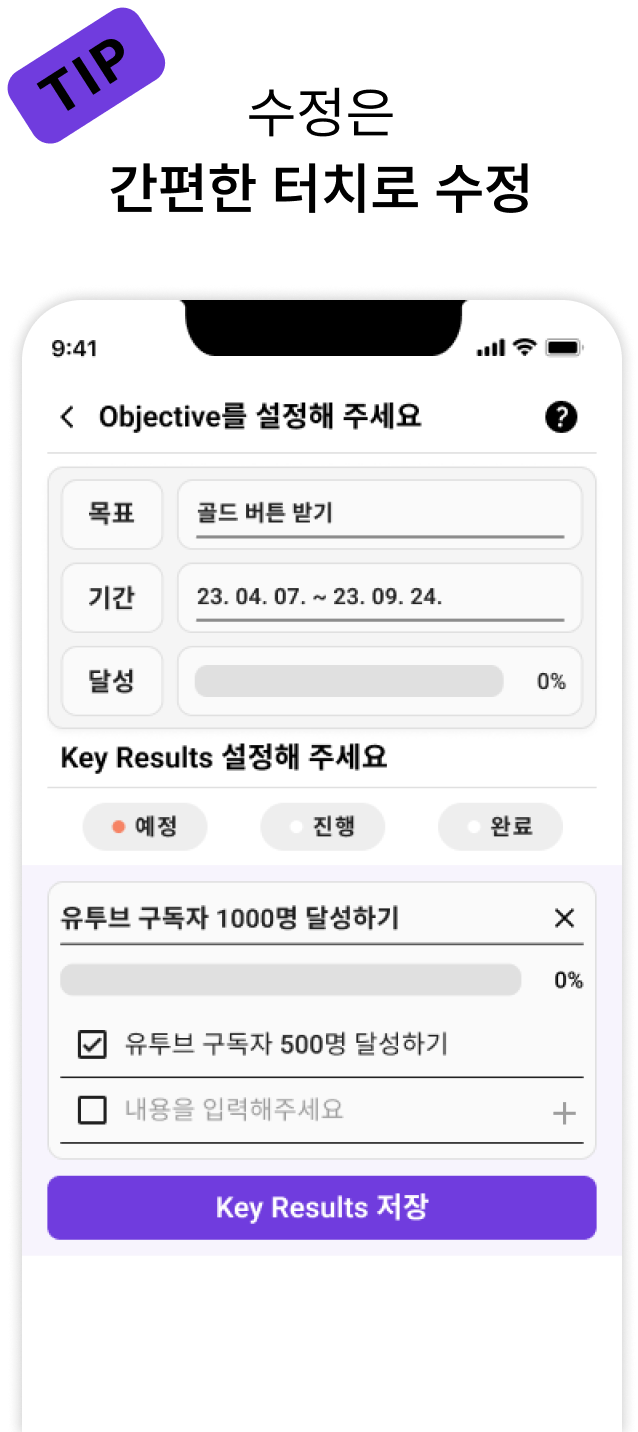 TIP
수정은
간편한 터치로 수정
9:41
Objective를 설정해 주세요
?
목표
골드 버튼 받기
기간
23. 04. 07. ~ 23. 09. 24.
달성
0%
Key Results 설정해 주세요
예정
진행
완료
유투브 구독자 1000명 달성하기
0%
유투브 구독자 500명 달성하기
내용을 입력해주세요
Key Results 저장